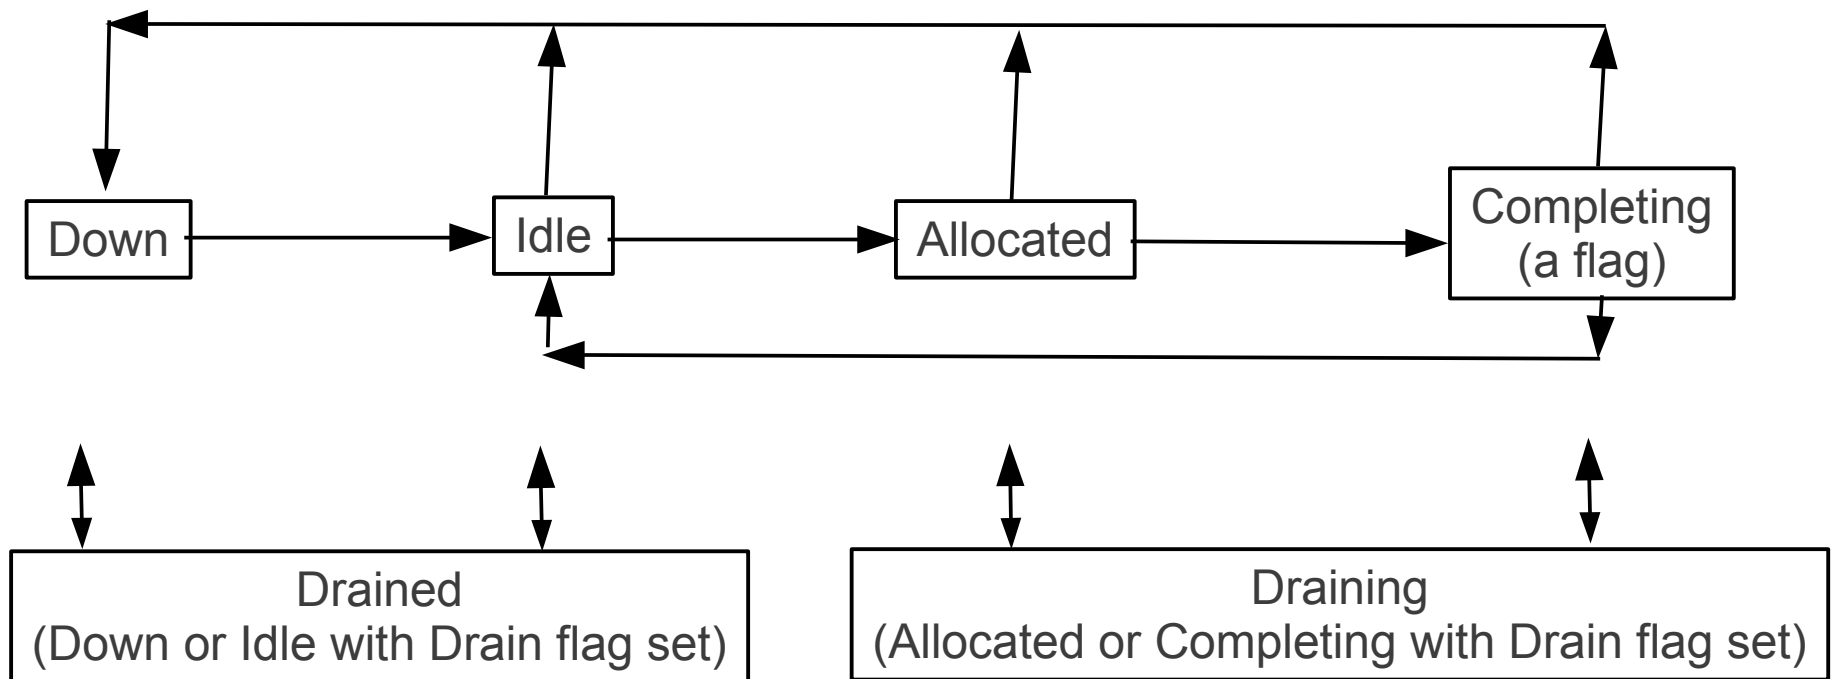 Down
Idle
Allocated
Completing
(a flag)
Drained
(Down or Idle with Drain flag set)
Draining
(Allocated or Completing with Drain flag set)